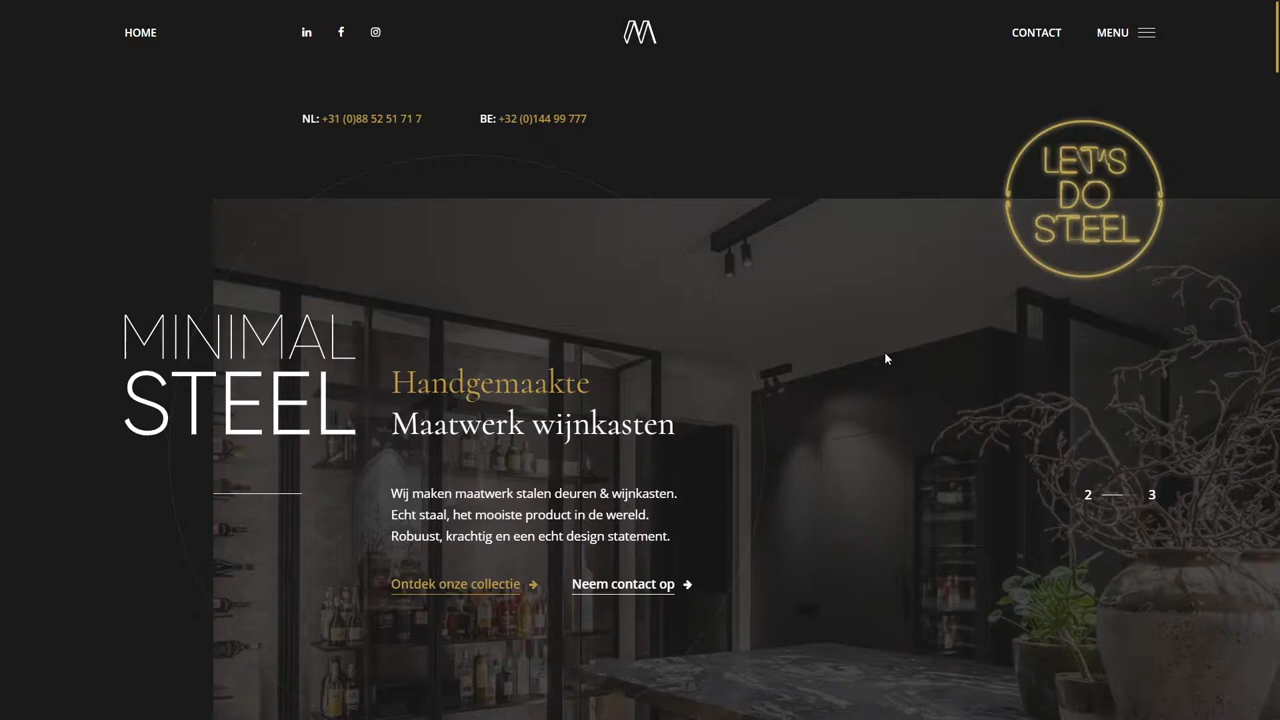 HOME
CONTACT
MENU
NL: +31 (0)88 52 51 71 7
BE: +32 (0)144 99 777
LET'S
DO
STEEL
MINIMAL
STEEL
Handgemaakte
Maatwerk wijnkasten
Wij maken maatwerk stalen deuren & wijnkasten.
Echt staal, het mooiste product in de wereld.
Robuust, krachtig en een echt design statement.
Ontdek onze collectie
Neem contact op
2
3